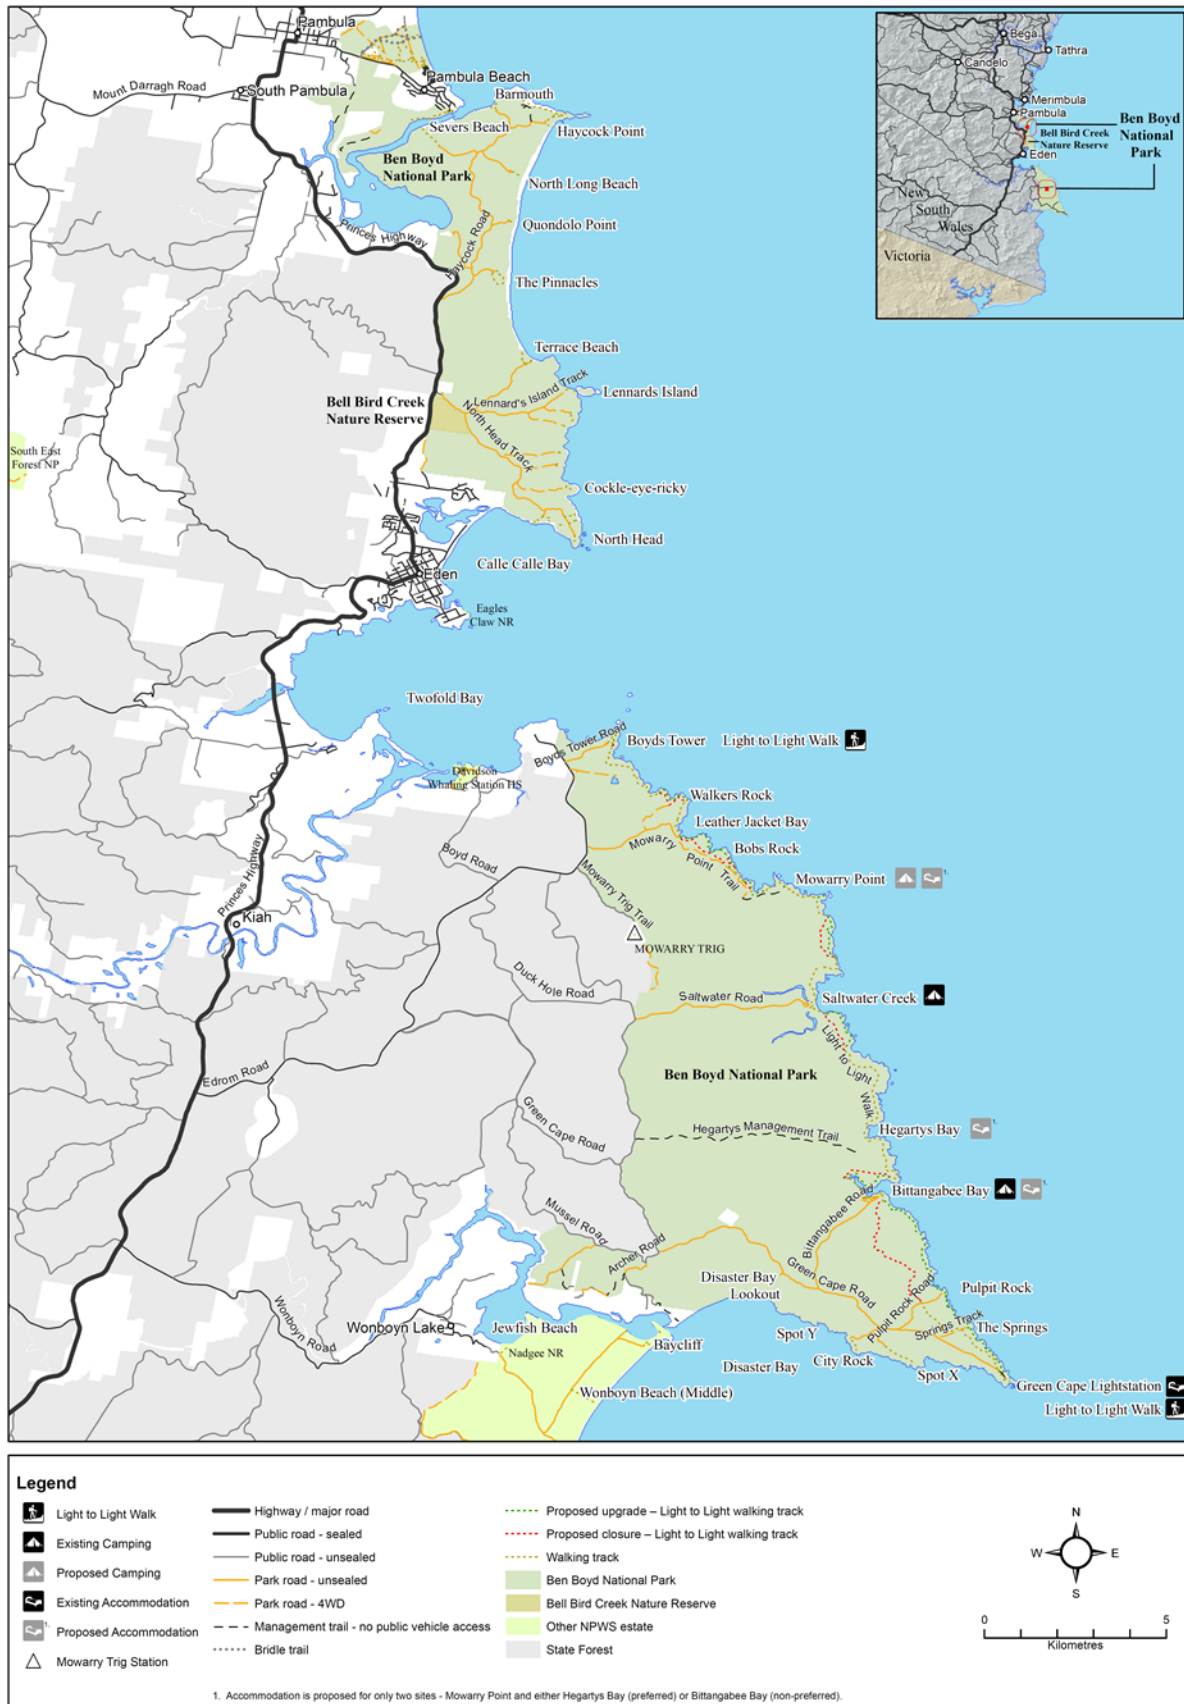 Pambula
Mount Darragh Road
South Pambula
Pambula Beach
Barmouth
Severs Beach
Haycock Point
Ben Boyd
National Park
North Long Beach
Princes Highway
Haycock Road
Quondolo Point
The Pinnacles
Terrace Beach
Lennard's Island Track
Lennards Island
Bell Bird Creek
Nature Reserve
North Head Track
South East
Forest NP
Cockle-eye-ricky
North Head
Calle Calle Bay
Eden
Eagles
Claw NR
Twofold Bay
Boyds Tower Road
Boyds Tower
Light to Light Walk
Davidson
Whaling Station HS
Walkers Rock
Leather Jacket Bay
Bobs Rock
Boyd Road
Mowarry Point Trail
Mowarry Point
1.
Mowarry Trig Trail
Princes Highway
Kiah
MOWARRY TRIG
Duck Hole Road
Saltwater Road
Saltwater Creek
Light to Light Walk
Edrom Road
Ben Boyd National Park
Green Cape Road
Hegartys Management Trail
Hegartys Bay
1.
Bittangabee Bay
1.
Bittangabee Road
Mussel Road
Archer Road
Disaster Bay
Lookout
Green Cape Road
Pulpit Rock Road
Pulpit Rock
Springs Track
The Springs
Wonboyn Road
Wonboyn Lake
Jewfish Beach
Nadgee NR
Baycliff
Spot Y
City Rock
Disaster Bay
Spot X
Wonboyn Beach (Middle)
Green Cape Lightstation
Light to Light Walk
Bega
Tathra
Candelo
Merimbula
Pambula
Ben Boyd
National
Park
Bell Bird Creek
Nature Reserve
Eden
New
South
Wales
Victoria
Legend
Light to Light Walk
Existing Camping
Proposed Camping
Existing Accommodation
1. Proposed Accommodation
Mowarry Trig Station
Highway / major road
Public road - sealed
Public road - unsealed
Park road - unsealed
Park road - 4WD
Management trail - no public vehicle access
Bridle trail
Proposed upgrade – Light to Light walking track
Proposed closure – Light to Light walking track
Walking track
Ben Boyd National Park
Bell Bird Creek Nature Reserve
Other NPWS estate
State Forest
N
W E
S
0 5
Kilometres
1. Accommodation is proposed for only two sites - Mowarry Point and either Hegartys Bay (preferred) or Bittangabee Bay (non-preferred).